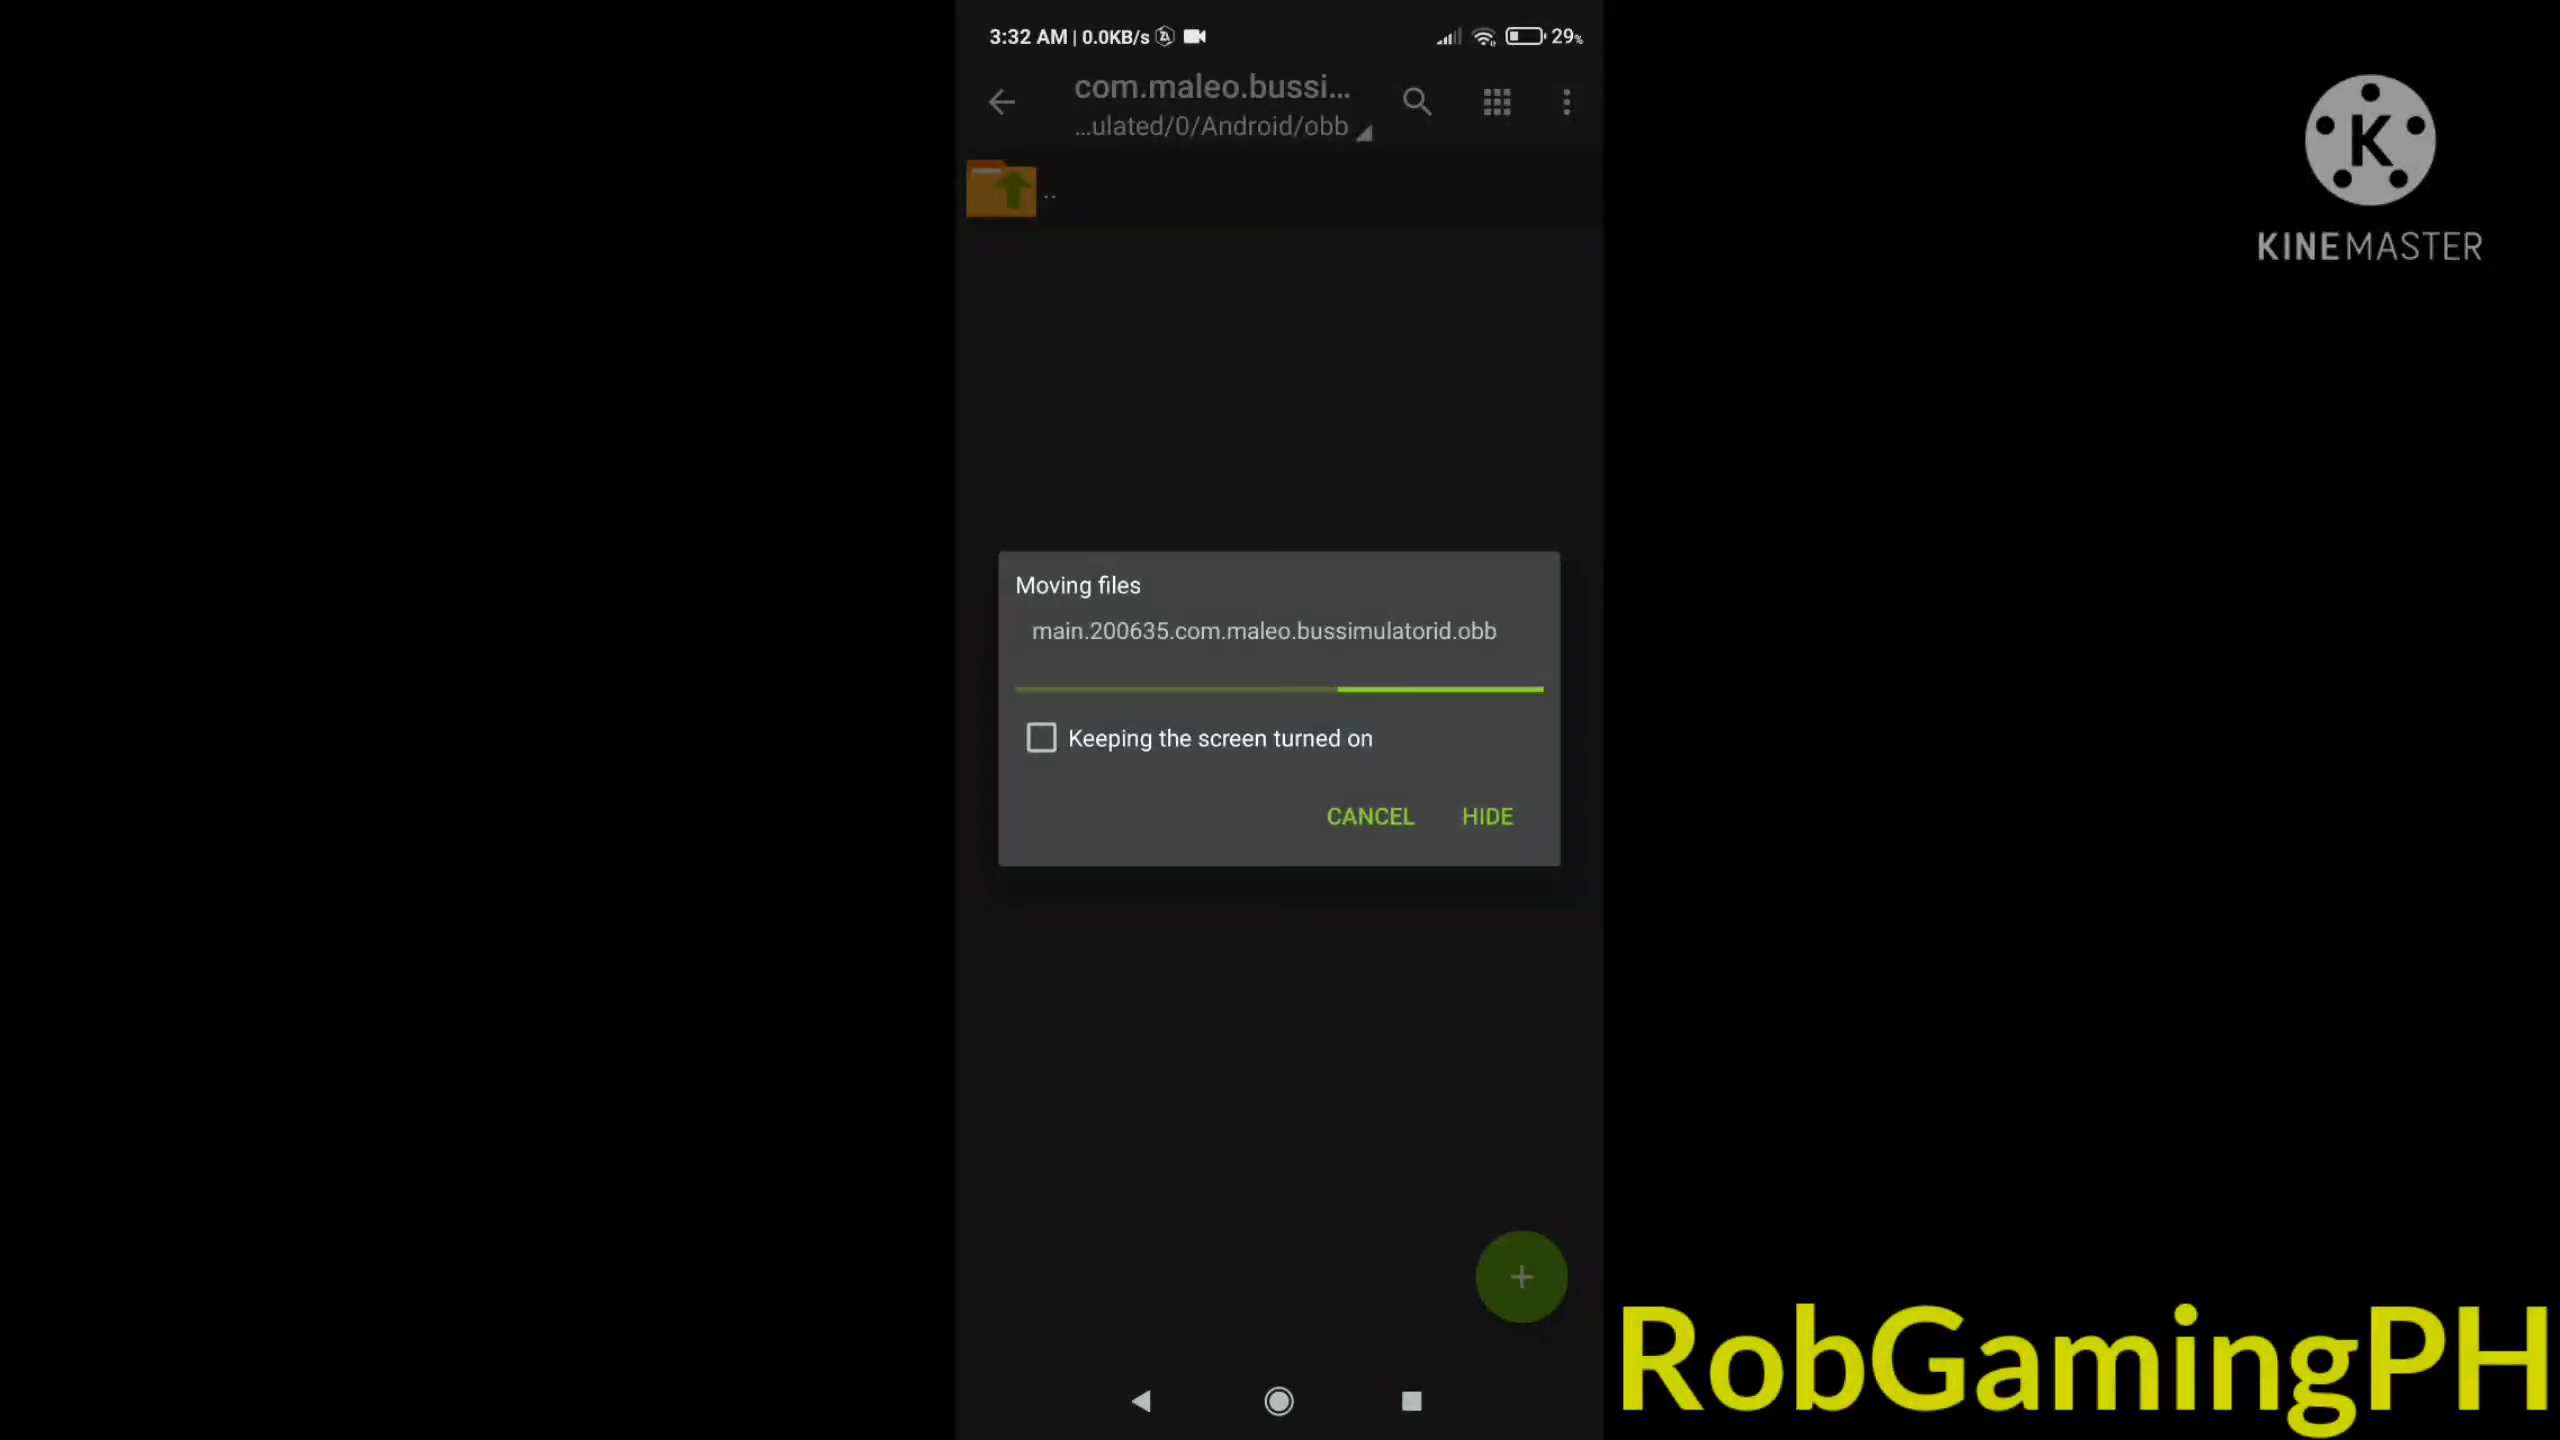 3:32 AM | 0.0KB/s
29%
com.maleo.bussi...
...ulated/0/Android/obb
..
Moving files
main.200635.com.maleo.bussimulatorid.obb
Keeping the screen turned on
CANCEL HIDE
K
KINEMASTER
RobGamingPH